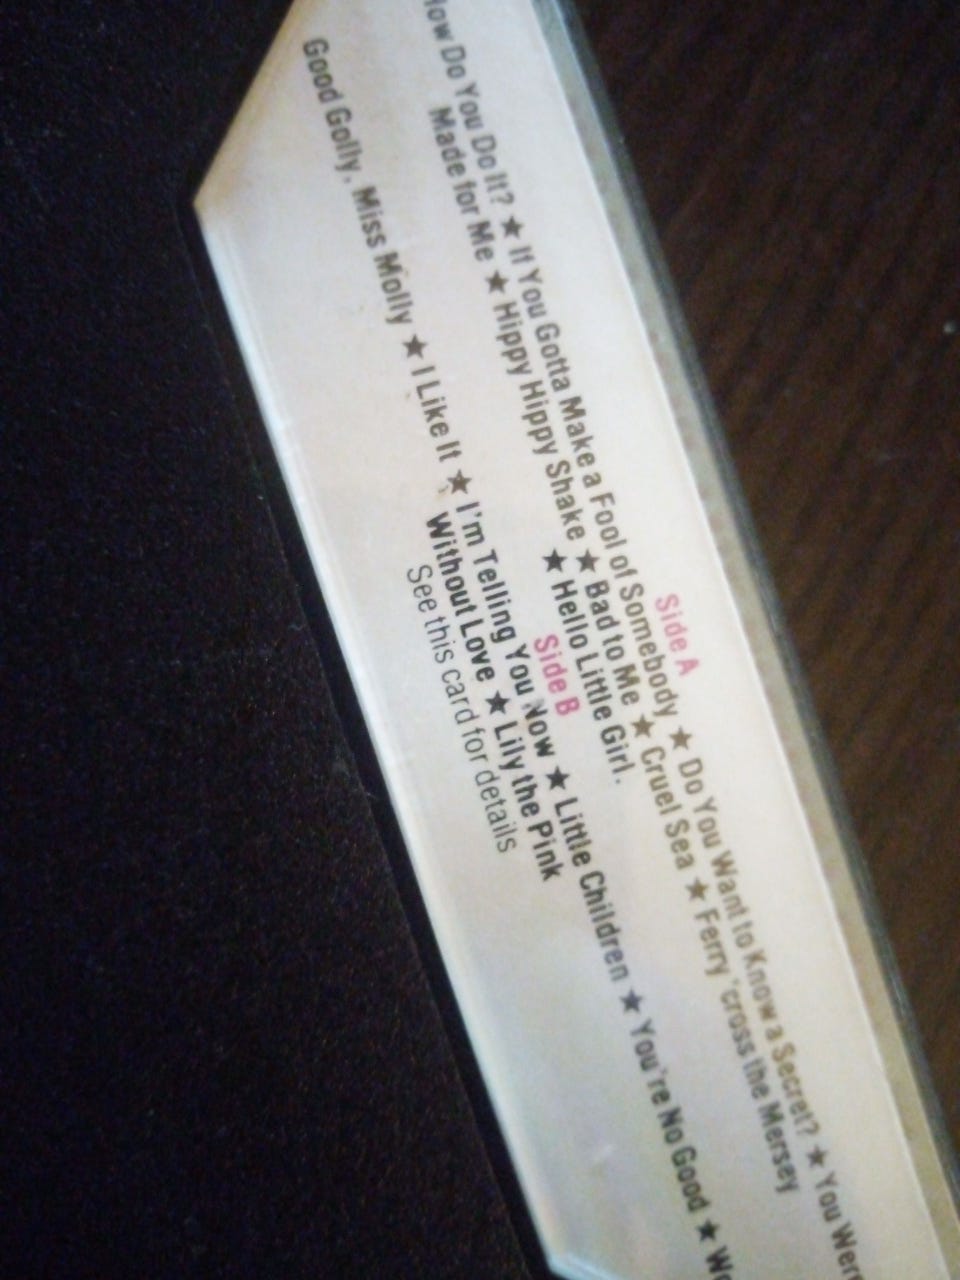 Side A
How Do You Do It? ★ If You Gotta Make a Fool of Somebody ★ Do You Want to Know a Secret? ★ You Were
Made for Me ★ Hippy Hippy Shake ★ Bad to Me ★ Cruel Sea ★ Ferry 'cross the Mersey
★ Hello Little Girl.
Side B
Good Golly, Miss Molly ★ I Like It ★ I'm Telling You Now ★ Little Children ★ You're No Good ★
Without Love ★ Lily the Pink
See this card for details